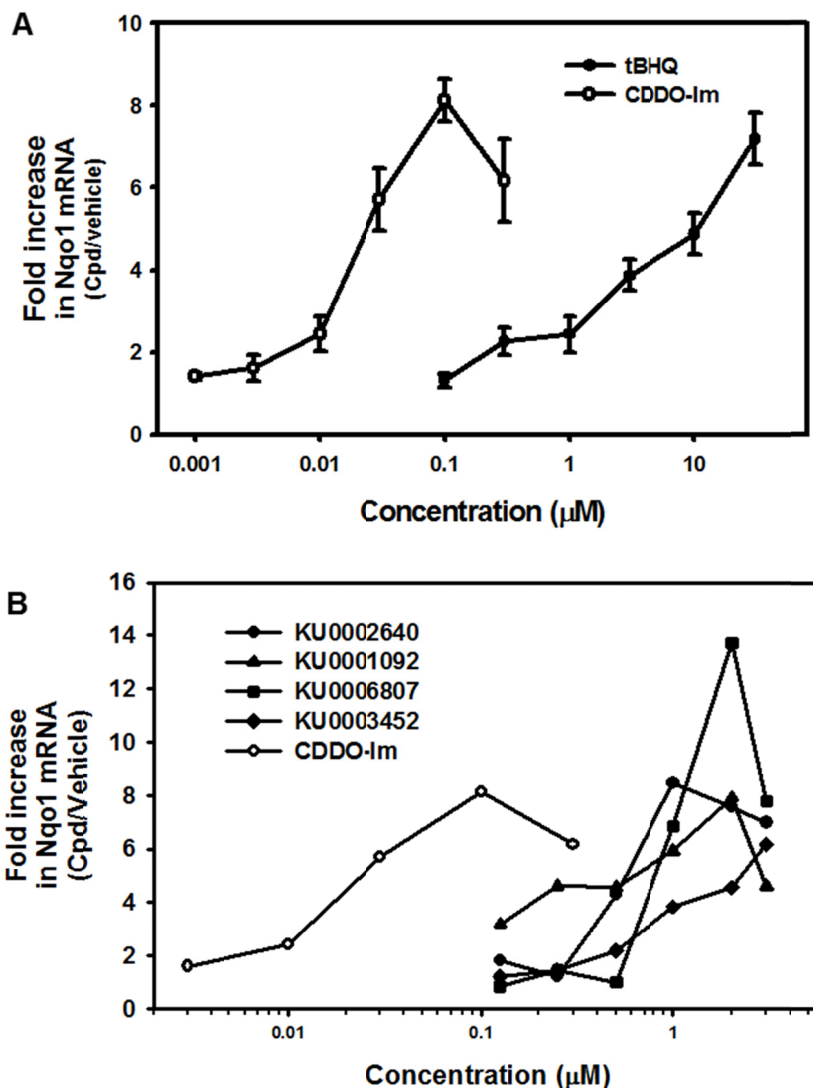 A
10
8
6
4
2
0
Fold increase
in Nqo1 mRNA
(Cpd/vehicle)
tBHQ
CDDO-Im
0.001
0.01
0.1
1
10
Concentration (µM)
B
16
14
12
10
8
6
4
2
0
Fold increase
in Nqo1 mRNA
(Cpd/Vehicle)
KU0002640
KU0001092
KU0006807
KU0003452
CDDO-Im
0.01
0.1
1
Concentration (µM)